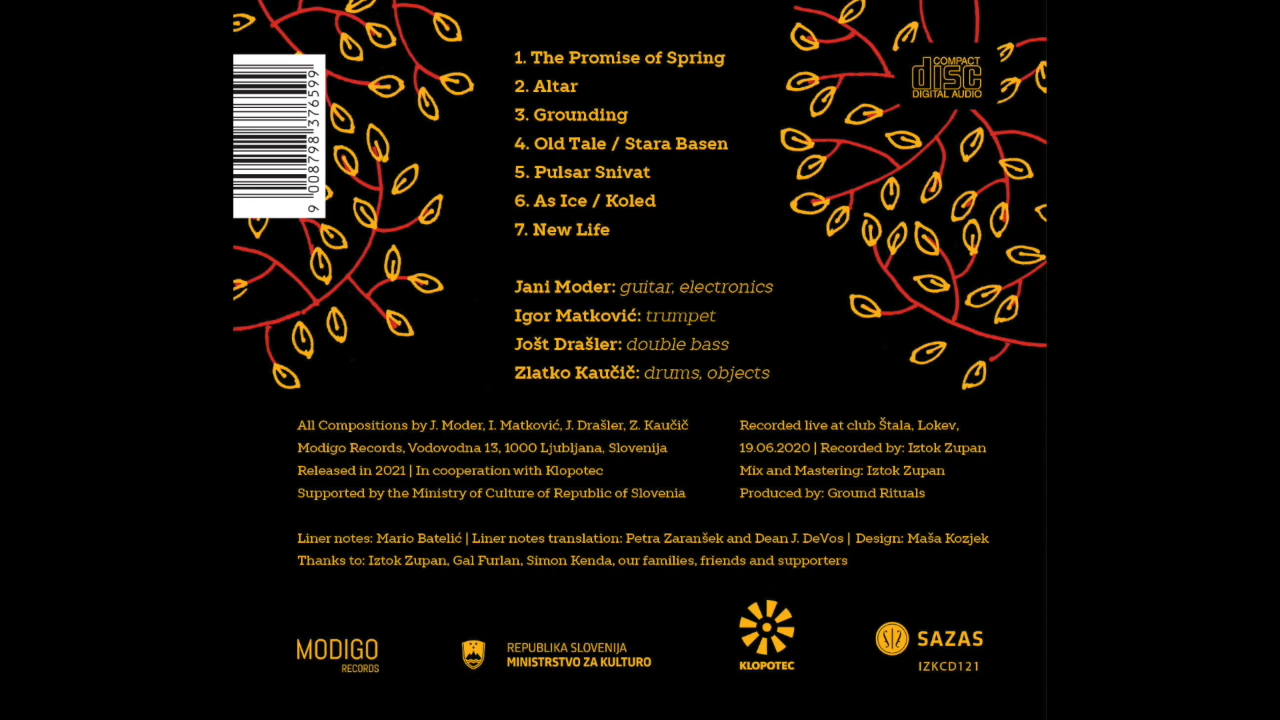 1. The Promise of Spring
2. Altar
3. Grounding
4. Old Tale / Stara Basen
5. Pulsar Snivat
6. As Ice / Koled
7. New Life
COMPACT
disc
DIGITAL AUDIO
9 008798 376599
Jani Moder: guitar, electronics
Igor Matković: trumpet
Jošt Drašler: double bass
Zlatko Kaučič: drums, objects
All Compositions by J. Moder, I. Matković, J. Drašler, Z. Kaučič
Modigo Records, Vodovodna 13, 1000 Ljubljana, Slovenija
Released in 2021 | In cooperation with Klopotec
Supported by the Ministry of Culture of Republic of Slovenia
Recorded live at club Štala, Lokev,
19.06.2020 | Recorded by: Iztok Zupan
Mix and Mastering: Iztok Zupan
Produced by: Ground Rituals
Liner notes: Mario Batelić | Liner notes translation: Petra Zaranšek and Dean J. DeVos | Design: Maša Kozjek
Thanks to: Iztok Zupan, Gal Furlan, Simon Kenda, our families, friends and supporters
MODIGO
RECORDS
REPUBLIKA SLOVENIJA
MINISTRSTVO ZA KULTURO
KLOPOTEC
SAZAS
IZKCD121